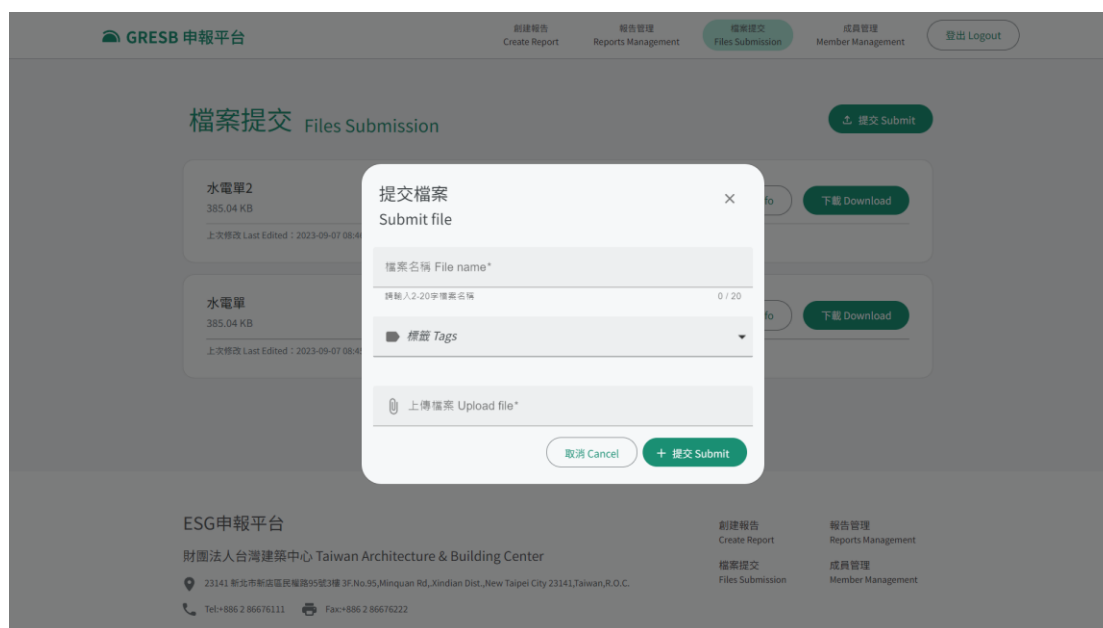 GRESB 申報平台
創建報告
Create Report
報告管理
Reports Management
檔案提交
Files Submission
成員管理
Member Management
登出 Logout
檔案提交 Files Submission
提交 Submit
水電單2
385.04 KB
上次修改 Last Edited：2023-09-07 08:4
fo
下載 Download
提交檔案
Submit file
檔案名稱 File name*
請輸入2-20字檔案名稱
0 / 20
標籤 Tags
上傳檔案 Upload file*
取消 Cancel
+ 提交 Submit
水電單
385.04 KB
上次修改 Last Edited：2023-09-07 08:4
fo
下載 Download
ESG申報平台
財團法人台灣建築中心 Taiwan Architecture & Building Center
23141 新北市新店區民權路95號3樓 3F.No.95,Minquan Rd,.Xindian Dist.,New Taipei City 23141,Taiwan,R.O.C.
Tel:+886 2 86676111
Fax:+886 2 86676222
創建報告
Create Report
報告管理
Reports Management
檔案提交
Files Submission
成員管理
Member Management